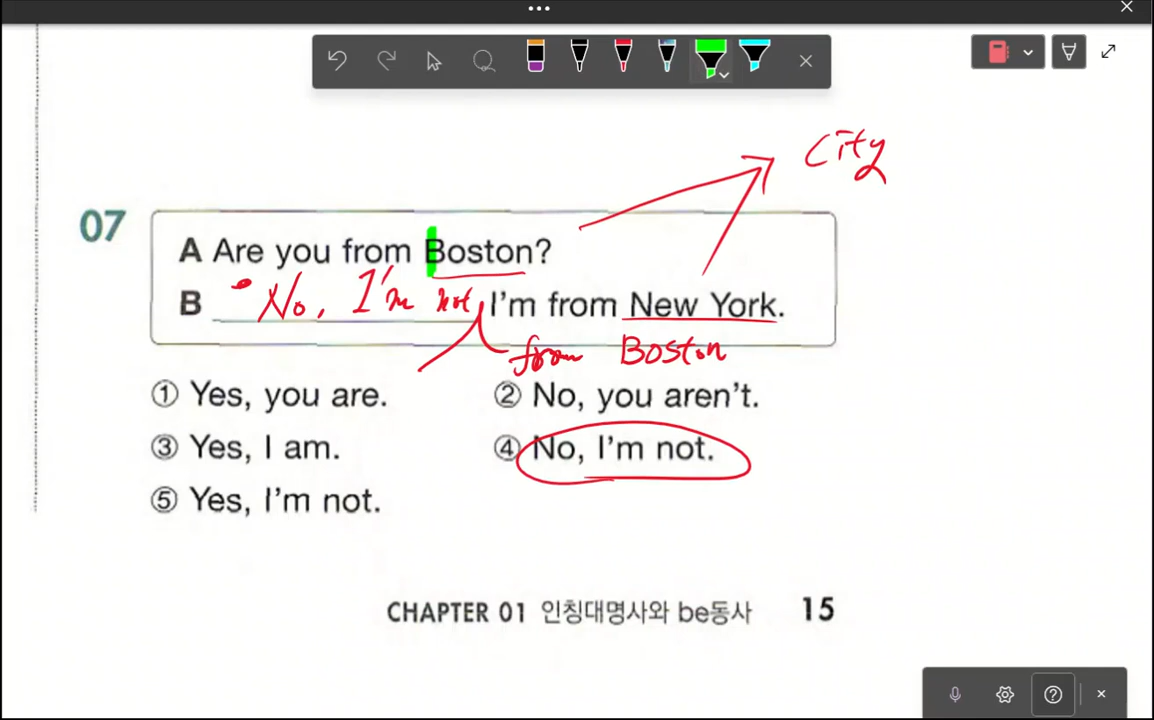 City
07
A Are you from Boston?
B No, I'm not, I'm from New York.
from Boston
① Yes, you are.
② No, you aren't.
③ Yes, I am.
④ No, I'm not.
⑤ Yes, I'm not.
CHAPTER 01 인칭대명사와 be동사 15